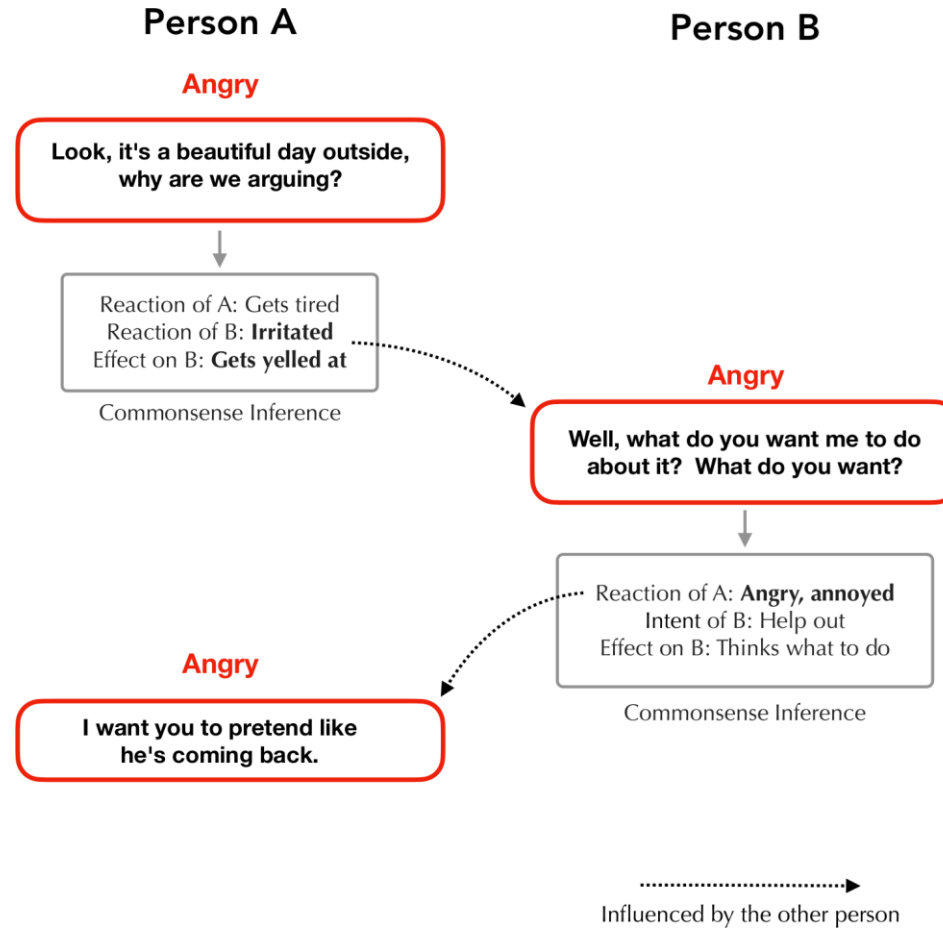 Person A
Person B
Angry
Look, it's a beautiful day outside,
why are we arguing?
Reaction of A: Gets tired
Reaction of B: Irritated
Effect on B: Gets yelled at
Commonsense Inference
Angry
Well, what do you want me to do
about it? What do you want?
Reaction of A: Angry, annoyed
Intent of B: Help out
Effect on B: Thinks what to do
Commonsense Inference
Angry
I want you to pretend like
he's coming back.
Influenced by the other person